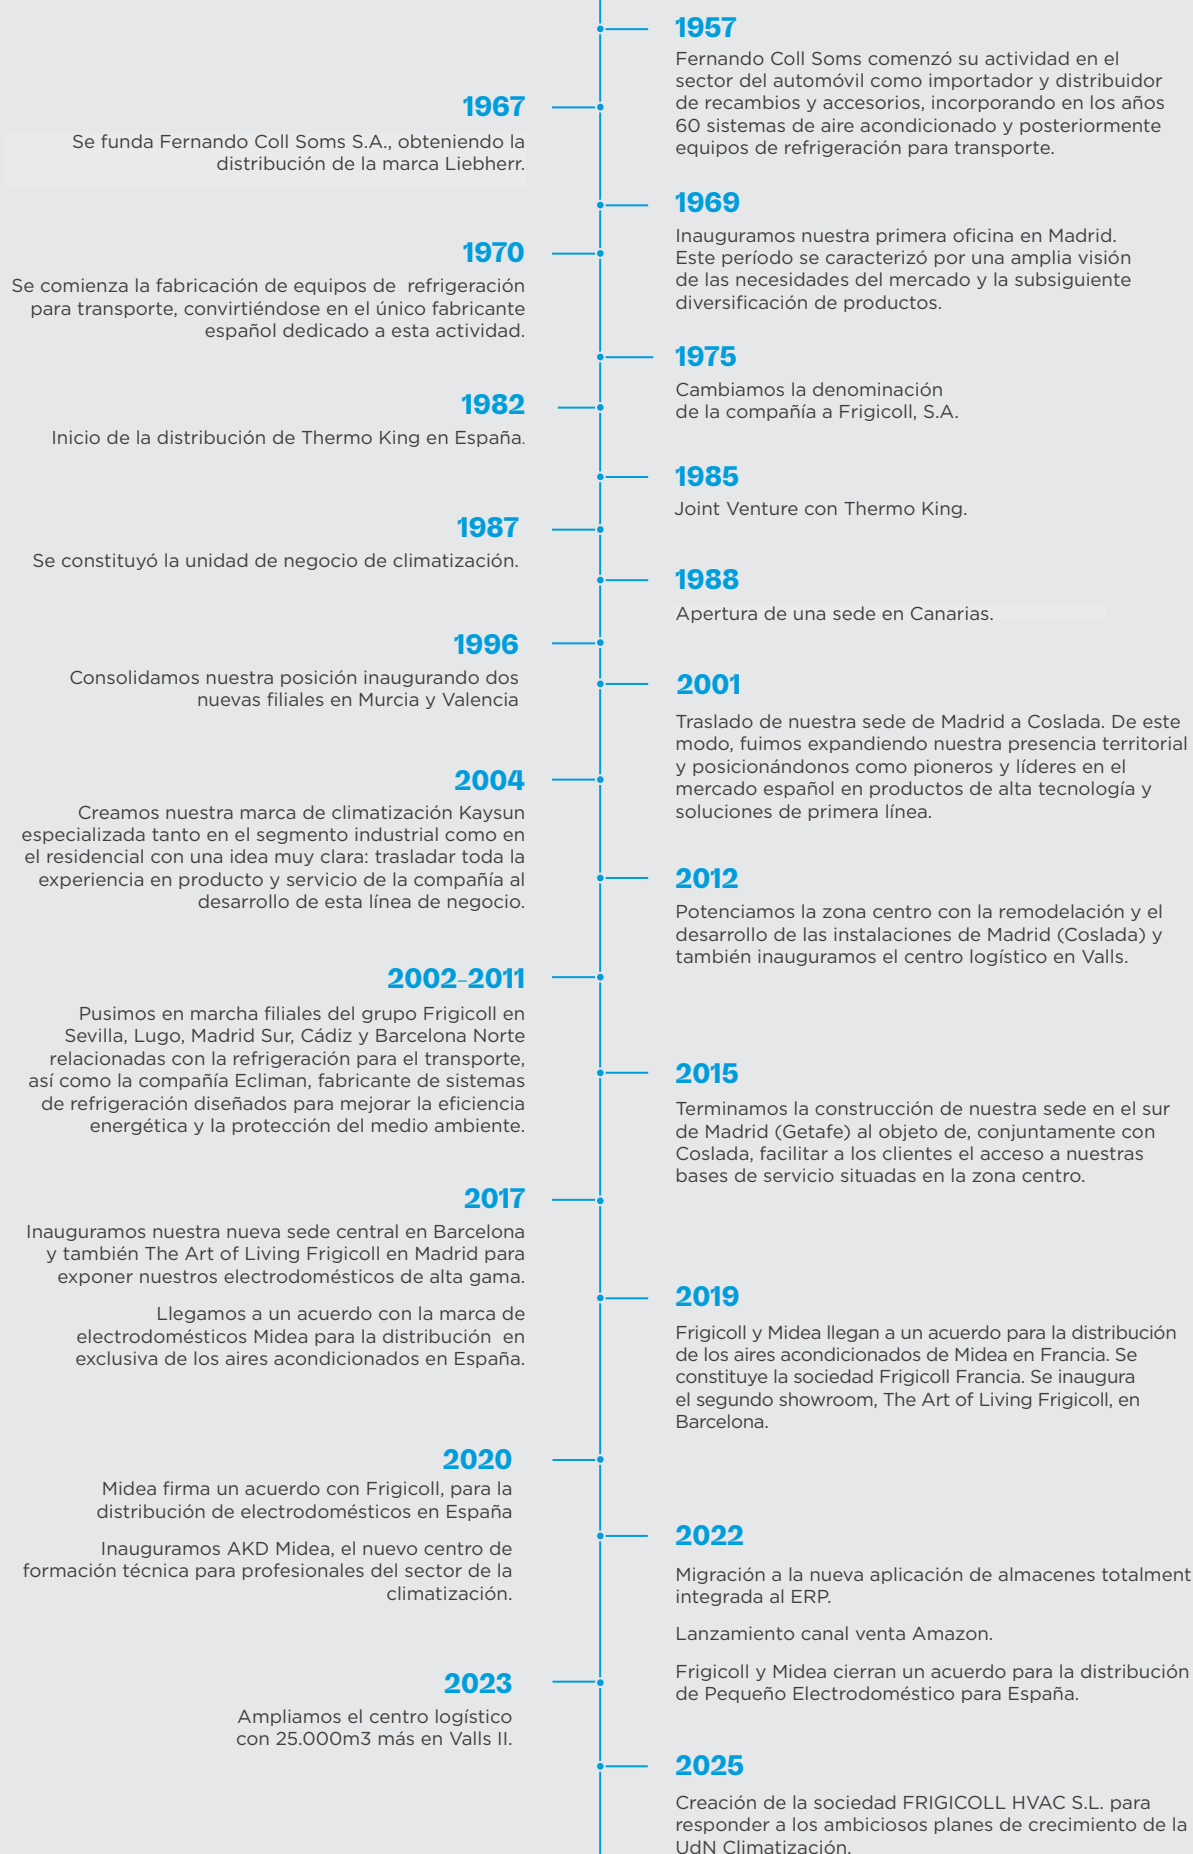 1957
Fernando Coll Soms comenzó su actividad en el
sector del automóvil como importador y distribuidor
de recambios y accesorios, incorporando en los años
60 sistemas de aire acondicionado y posteriormente
equipos de refrigeración para transporte.
1967
Se funda Fernando Coll Soms S.A., obteniendo la
distribución de la marca Liebherr.
1969
Inauguramos nuestra primera oficina en Madrid.
Este período se caracterizó por una amplia visión
de las necesidades del mercado y la subsiguiente
diversificación de productos.
1970
Se comienza la fabricación de equipos de refrigeración
para transporte, convirtiéndose en el único fabricante
español dedicado a esta actividad.
1975
Cambiamos la denominación
de la compañía a Frigicoll, S.A.
1982
Inicio de la distribución de Thermo King en España.
1985
Joint Venture con Thermo King.
1987
Se constituyó la unidad de negocio de climatización.
1988
Apertura de una sede en Canarias.
1996
Consolidamos nuestra posición inaugurando dos
nuevas filiales en Murcia y Valencia
2001
Traslado de nuestra sede de Madrid a Coslada. De este
modo, fuimos expandiendo nuestra presencia territorial
y posicionándonos como pioneros y líderes en el
mercado español en productos de alta tecnología y
soluciones de primera línea.
2004
Creamos nuestra marca de climatización Kaysun
especializada tanto en el segmento industrial como en
el residencial con una idea muy clara: trasladar toda la
experiencia en producto y servicio de la compañía al
desarrollo de esta línea de negocio.
2012
Potenciamos la zona centro con la remodelación y el
desarrollo de las instalaciones de Madrid (Coslada) y
también inauguramos el centro logístico en Valls.
2002-2011
Pusimos en marcha filiales del grupo Frigicoll en
Sevilla, Lugo, Madrid Sur, Cádiz y Barcelona Norte
relacionadas con la refrigeración para el transporte,
así como la compañía Ecliman, fabricante de sistemas
de refrigeración diseñados para mejorar la eficiencia
energética y la protección del medio ambiente.
2015
Terminamos la construcción de nuestra sede en el sur
de Madrid (Getafe) al objeto de, conjuntamente con
Coslada, facilitar a los clientes el acceso a nuestras
bases de servicio situadas en la zona centro.
2017
Inauguramos nuestra nueva sede central en Barcelona
y también The Art of Living Frigicoll en Madrid para
exponer nuestros electrodomésticos de alta gama.
Llegamos a un acuerdo con la marca de
electrodomésticos Midea para la distribución en
exclusiva de los aires acondicionados en España.
2019
Frigicoll y Midea llegan a un acuerdo para la distribución
de los aires acondicionados de Midea en Francia. Se
constituye la sociedad Frigicoll Francia. Se inaugura
el segundo showroom, The Art of Living Frigicoll, en
Barcelona.
2020
Midea firma un acuerdo con Frigicoll, para la
distribución de electrodomésticos en España
Inauguramos AKD Midea, el nuevo centro de
formación técnica para profesionales del sector de la
climatización.
2022
Migración a la nueva aplicación de almacenes totalment
integrada al ERP.
Lanzamiento canal venta Amazon.
Frigicoll y Midea cierran un acuerdo para la distribución
de Pequeño Electrodoméstico para España.
2023
Ampliamos el centro logístico
con 25.000m3 más en Valls II.
2025
Creación de la sociedad FRIGICOLL HVAC S.L. para
responder a los ambiciosos planes de crecimiento de la
UdN Climatización.